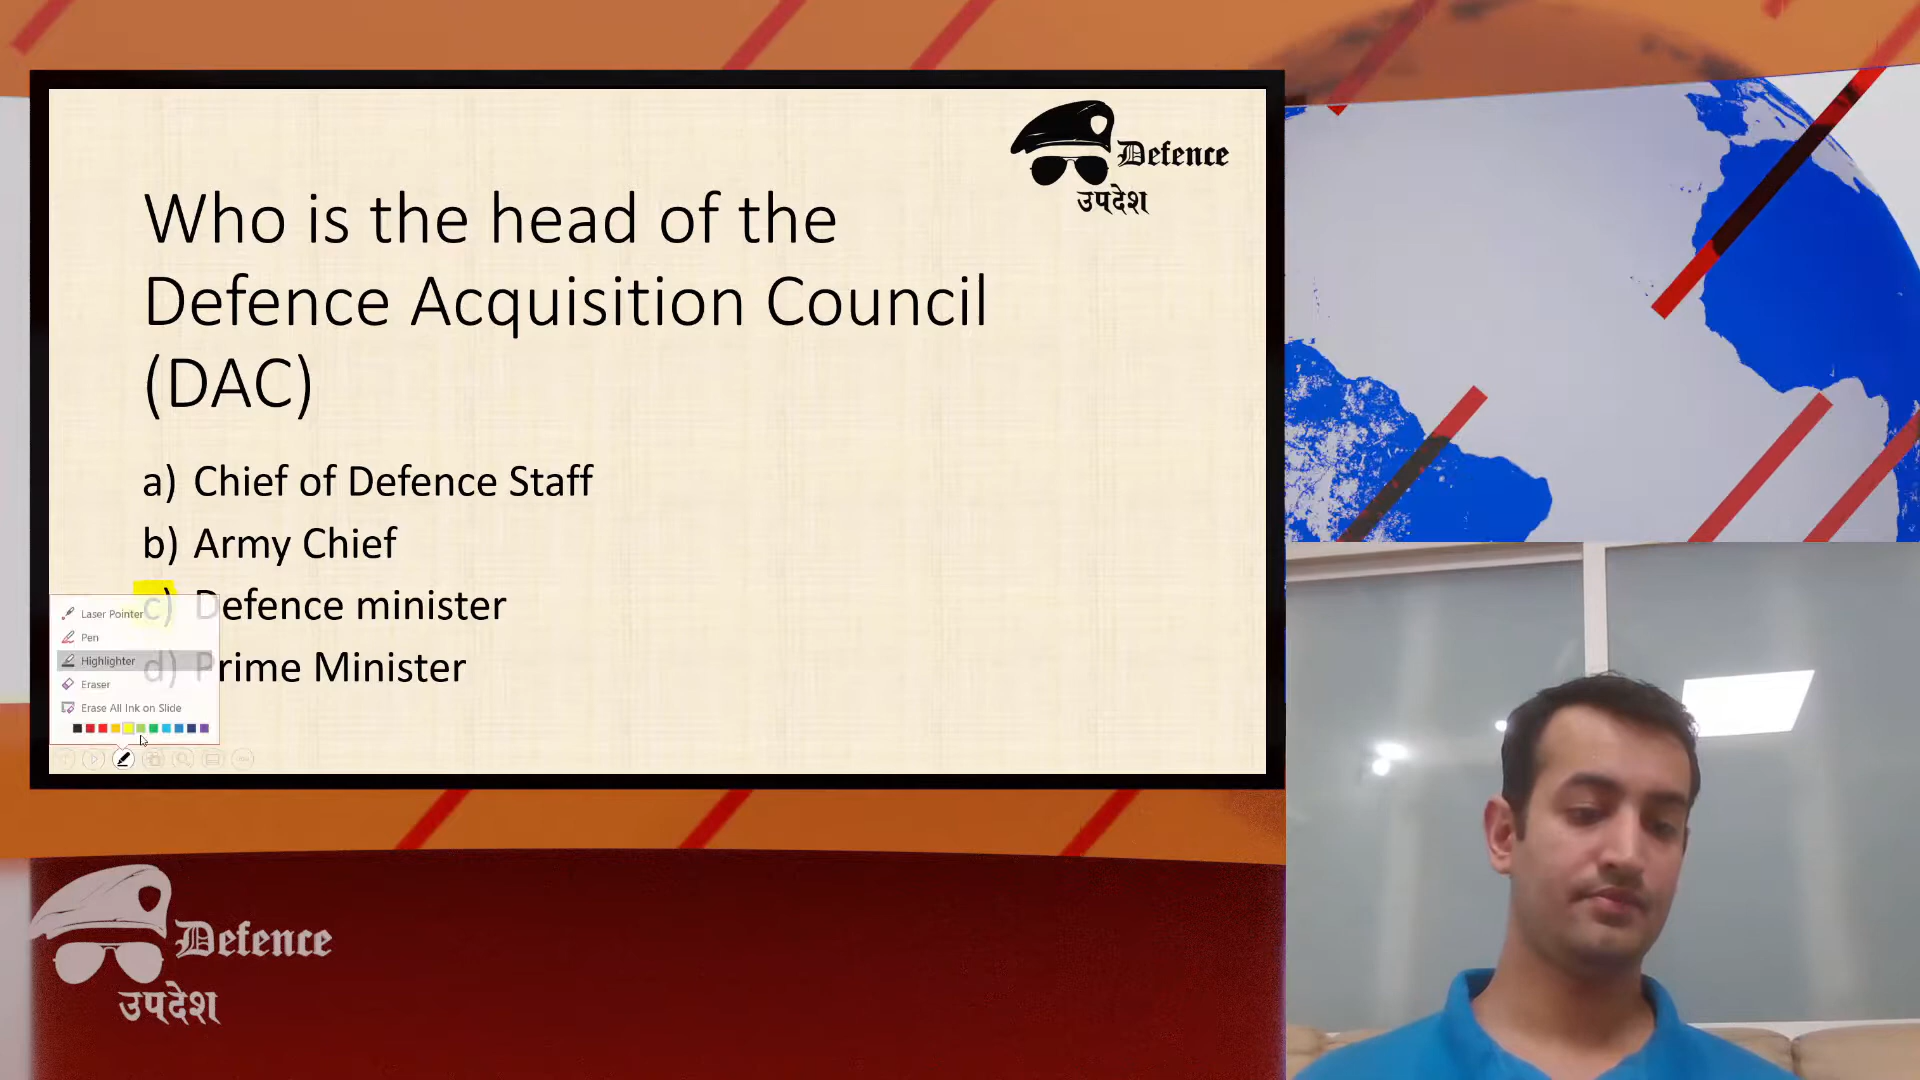 Defence
उपदेश
Who is the head of the
Defence Acquisition Council
(DAC)
a) Chief of Defence Staff
b) Army Chief
c) Defence minister
d) Prime Minister
Laser Pointer
Pen
Highlighter
Eraser
Erase All Ink on Slide
Defence
उपदेश